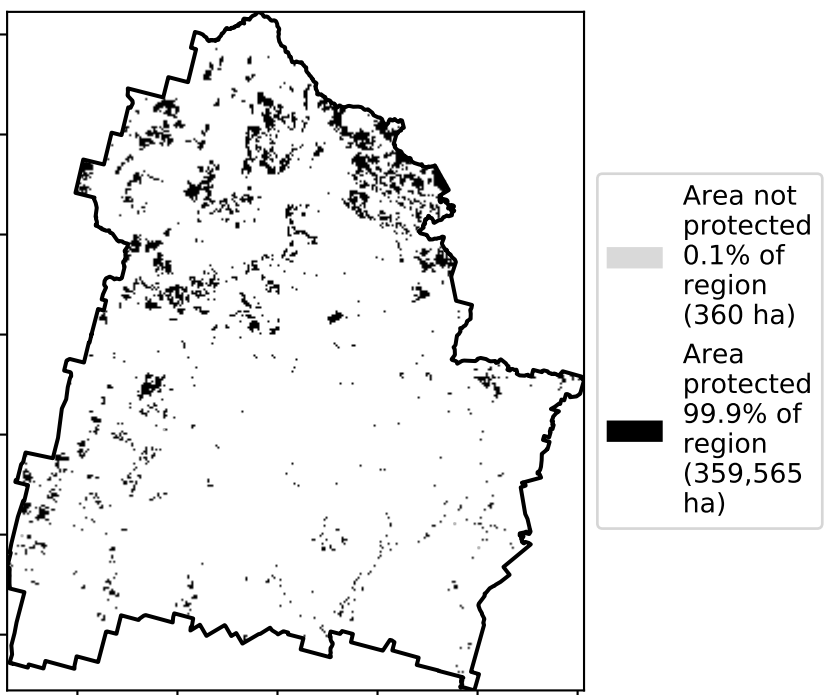 Area not
protected
0.1% of
region
(360 ha)
Area
protected
99.9% of
region
(359,565
ha)